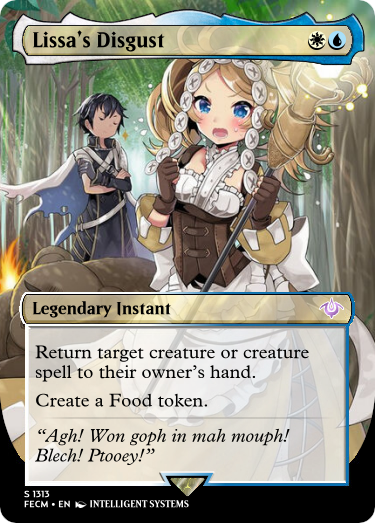 Lissa's Disgust
Legendary Instant
Return target creature or creature
spell to their owner's hand.
Create a Food token.
“Agh! Won goph in mah mouph!
Blech! Ptooey!”
S 1313
FECM • EN INTELLIGENT SYSTEMS